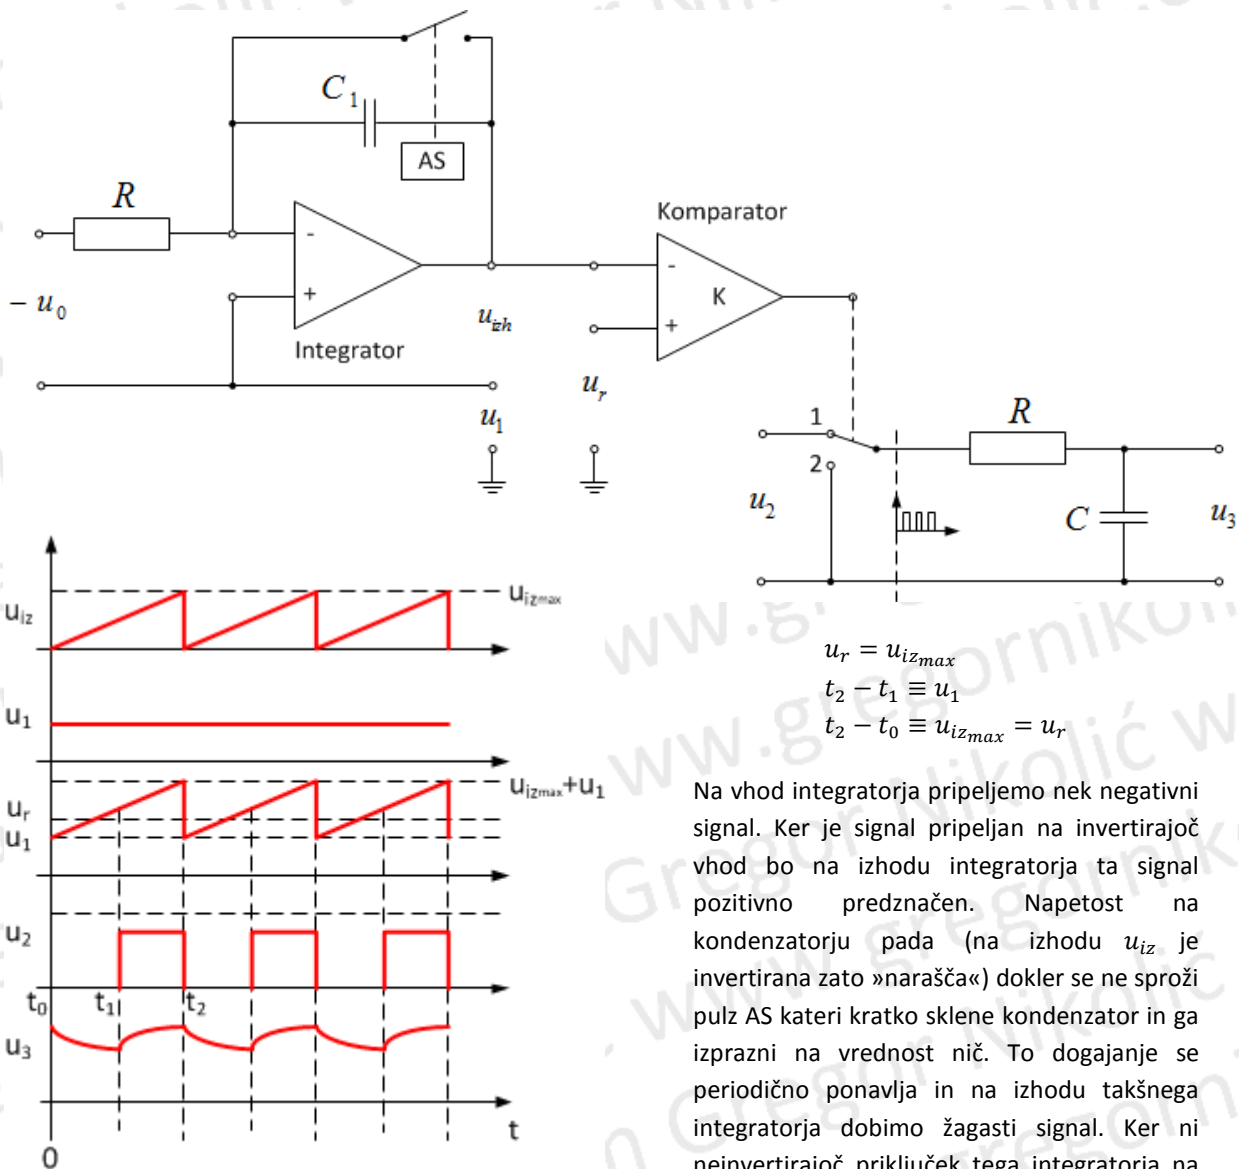 C1
AS
R
Komparator
-
-
K
+
+
– u0
uizh
Integrator
ur
u1
1
R
2
u2
C
u3
uiz
uizmax
u1
ur
u1
uizmax+u1
u2
t0
t1
t2
u3
t
0
ur = uizmax
t2 − t1 ≡ u1
t2 − t0 ≡ uizmax = ur
Na vhod integratorja pripeljemo nek negativni
signal. Ker je signal pripeljan na invertirajoč
vhod bo na izhodu integratorja ta signal
pozitivno predznačen. Napetost na
kondenzatorju pada (na izhodu uiz je
invertirana zato »narašča«) dokler se ne sproži
pulz AS kateri kratko sklene kondenzator in ga
izprazni na vrednost nič. To dogajanje se
periodično ponavlja in na izhodu takšnega
integratorja dobimo žagasti signal. Ker ni
neinvertirajoč priključek tega integratorja na